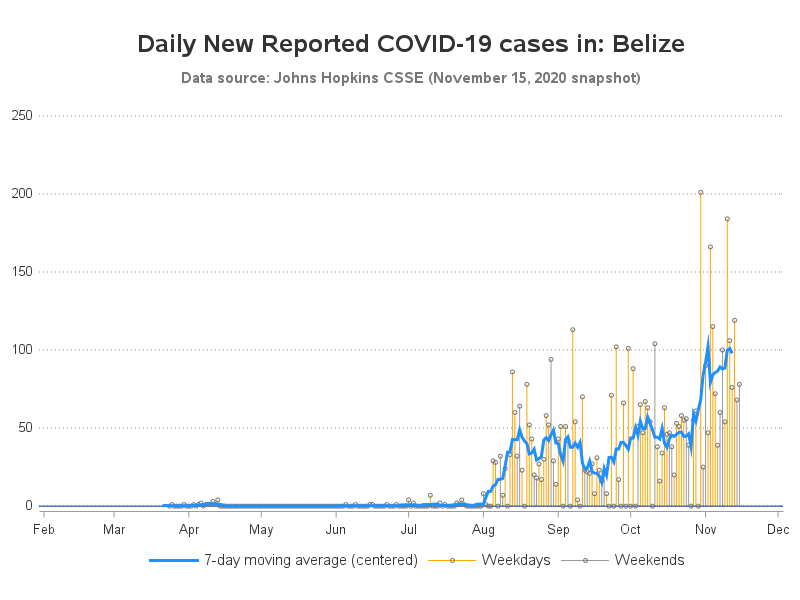 Daily New Reported COVID-19 cases in: Belize
Data source: Johns Hopkins CSSE (November 15, 2020 snapshot)
250
200
150
100
50
0
Feb Mar Apr May Jun Jul Aug Sep Oct Nov Dec
7-day moving average (centered) Weekdays Weekends